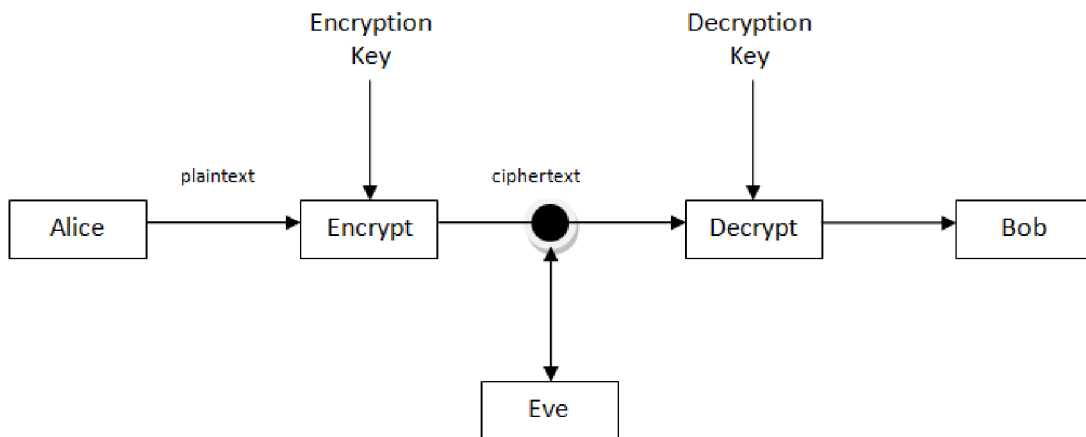 Encryption
Key
Decryption
Key
plaintext
ciphertext
Alice
Encrypt
Decrypt
Bob
Eve